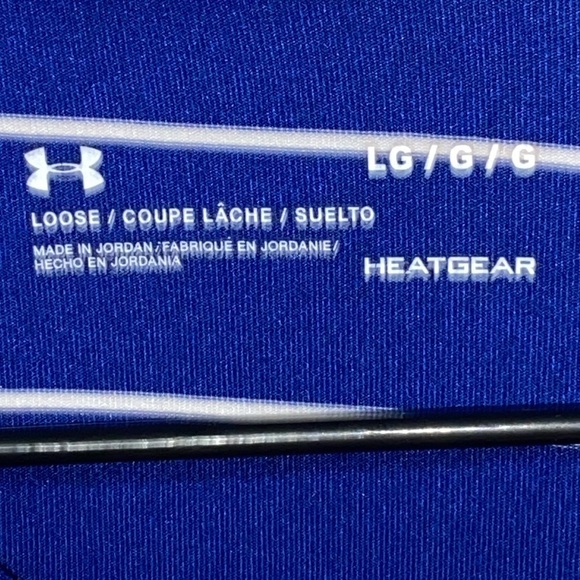 LG / G / G
LOOSE / COUPE LÂCHE / SUELTO
MADE IN JORDAN / FABRIQUÉ EN JORDANIE /
HECHO EN JORDANIA
HEATGEAR